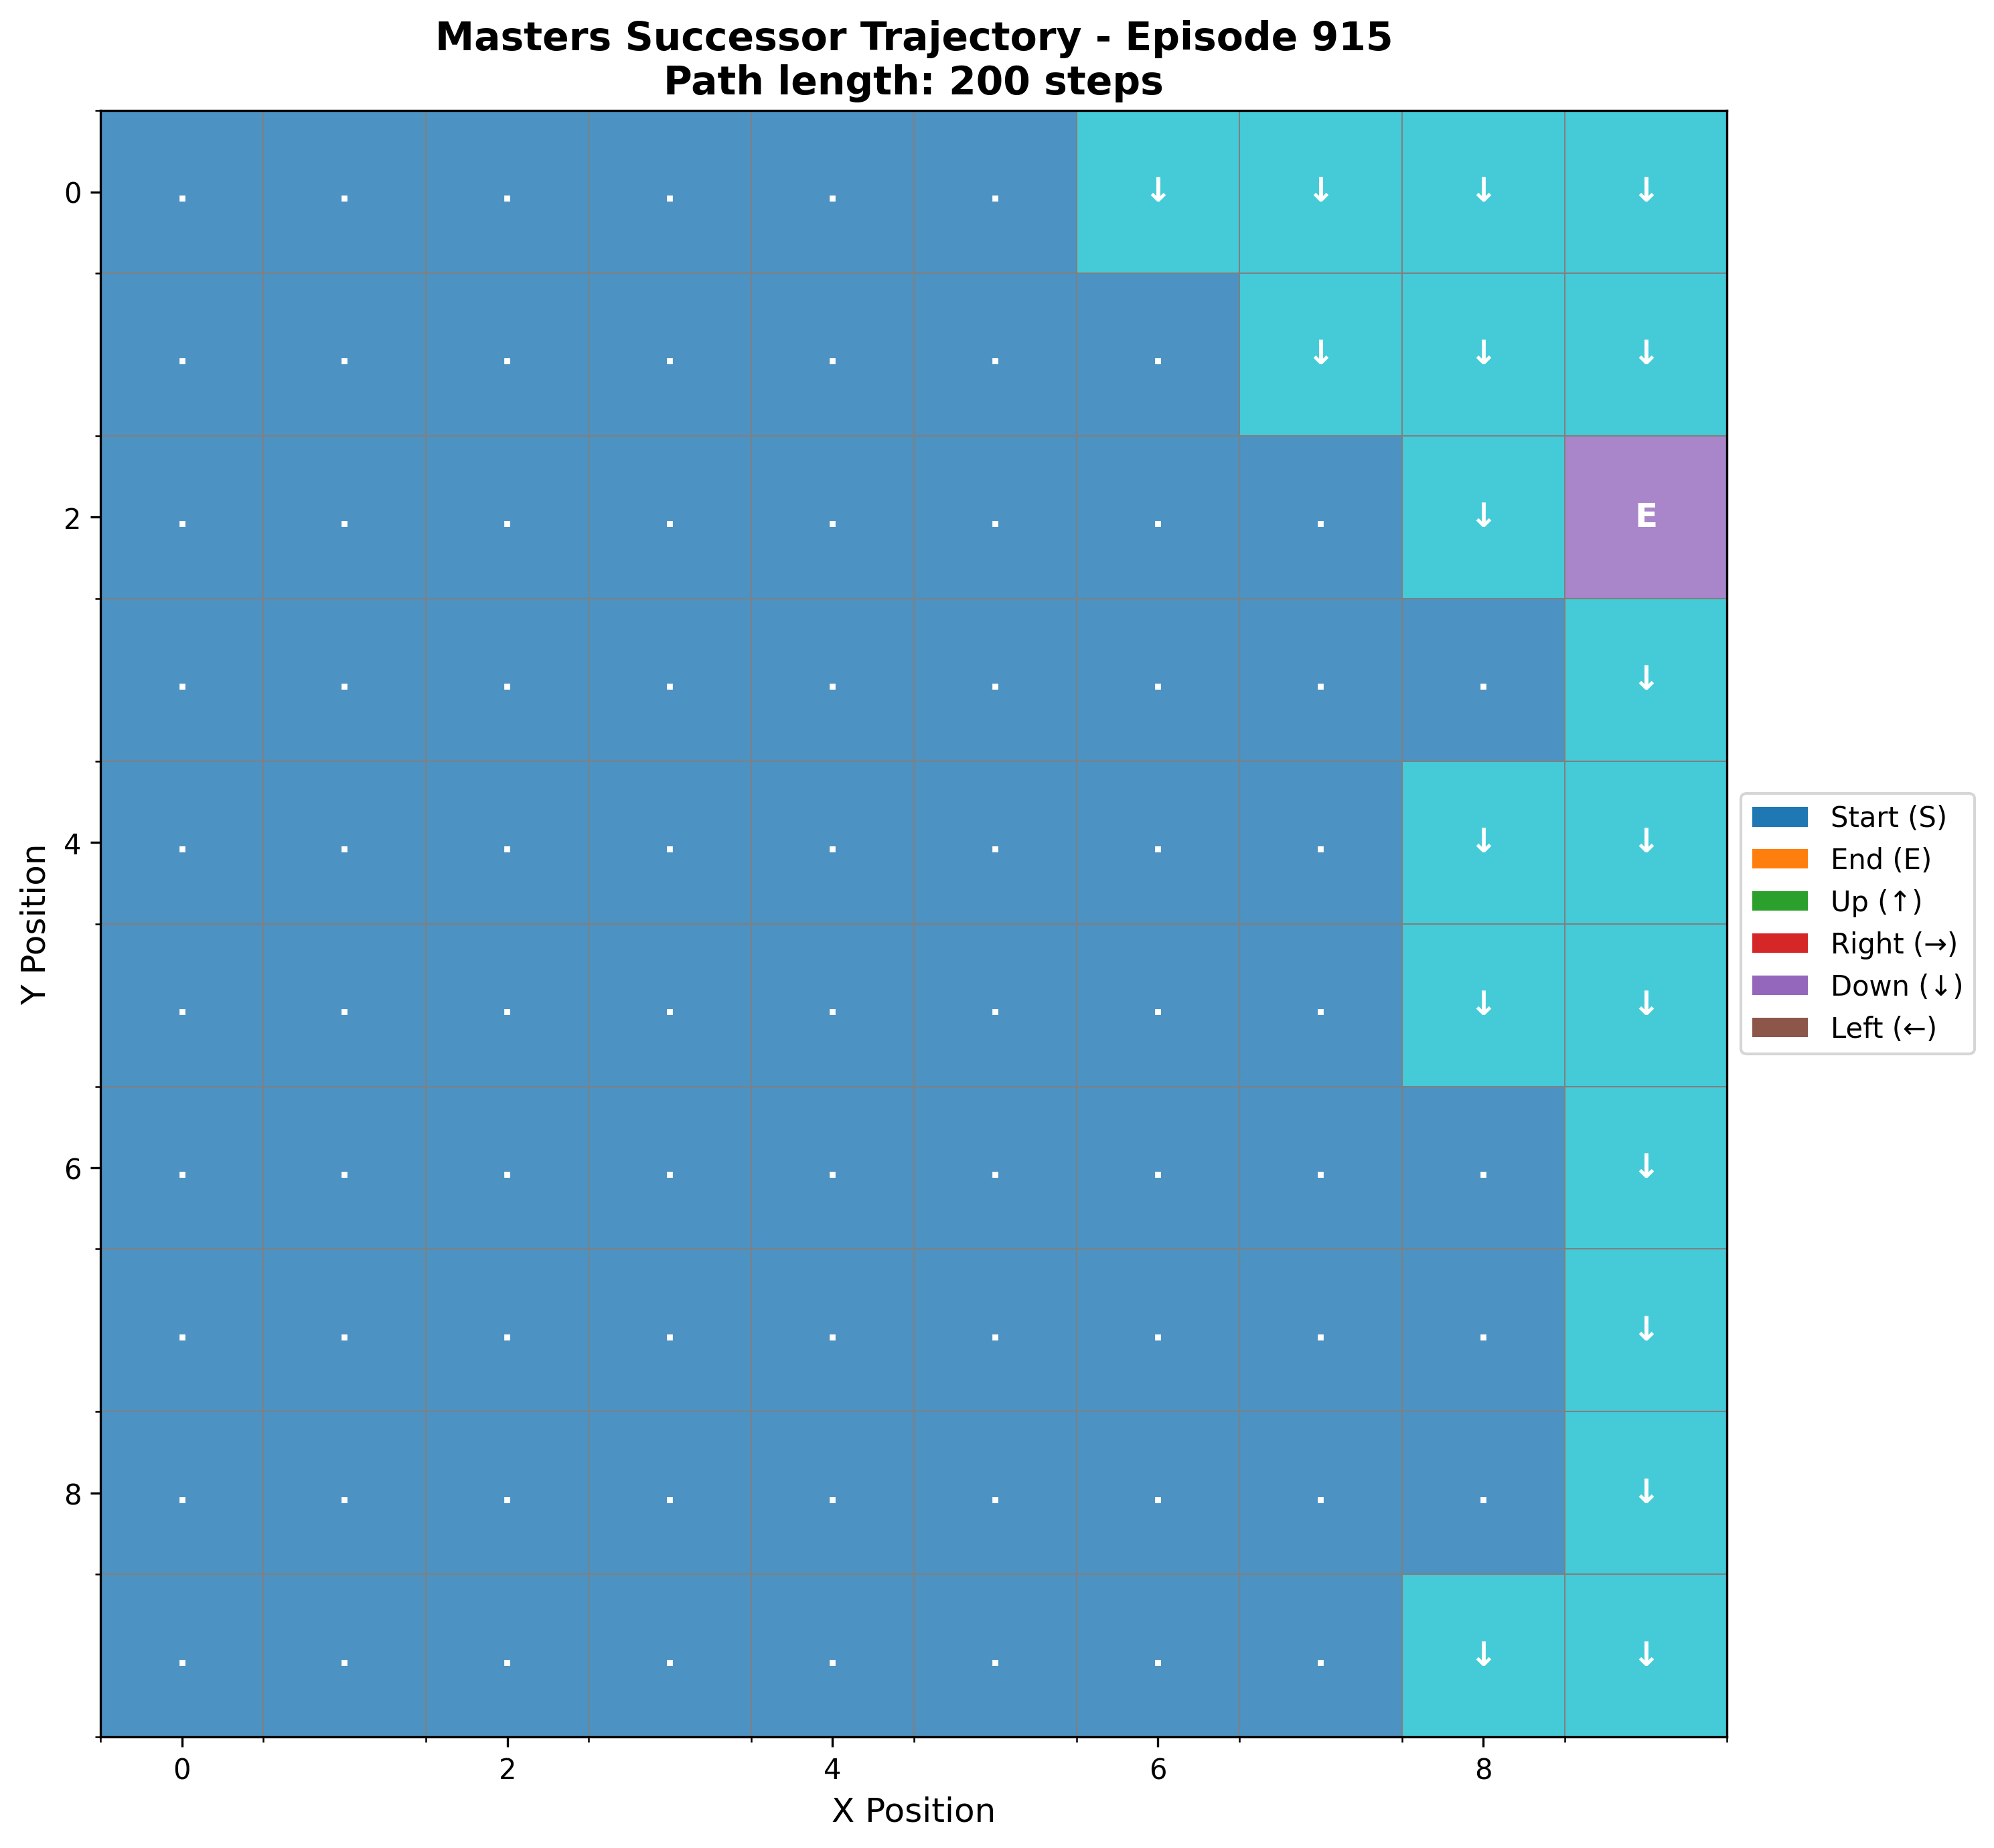 Masters Successor Trajectory - Episode 915
Path length: 200 steps
0 . . . . . . ↓ ↓ ↓ ↓
. . . . . . . ↓ ↓ ↓
2 . . . . . . . . ↓ E
. . . . . . . . . ↓
4 . . . . . . . . ↓ ↓
. . . . . . . . ↓ ↓
6 . . . . . . . . . ↓
. . . . . . . . . ↓
8 . . . . . . . . . ↓
. . . . . . . . ↓ ↓
0 2 4 6 8
X Position
Y Position
Start (S)
End (E)
Up (↑)
Right (→)
Down (↓)
Left (←)